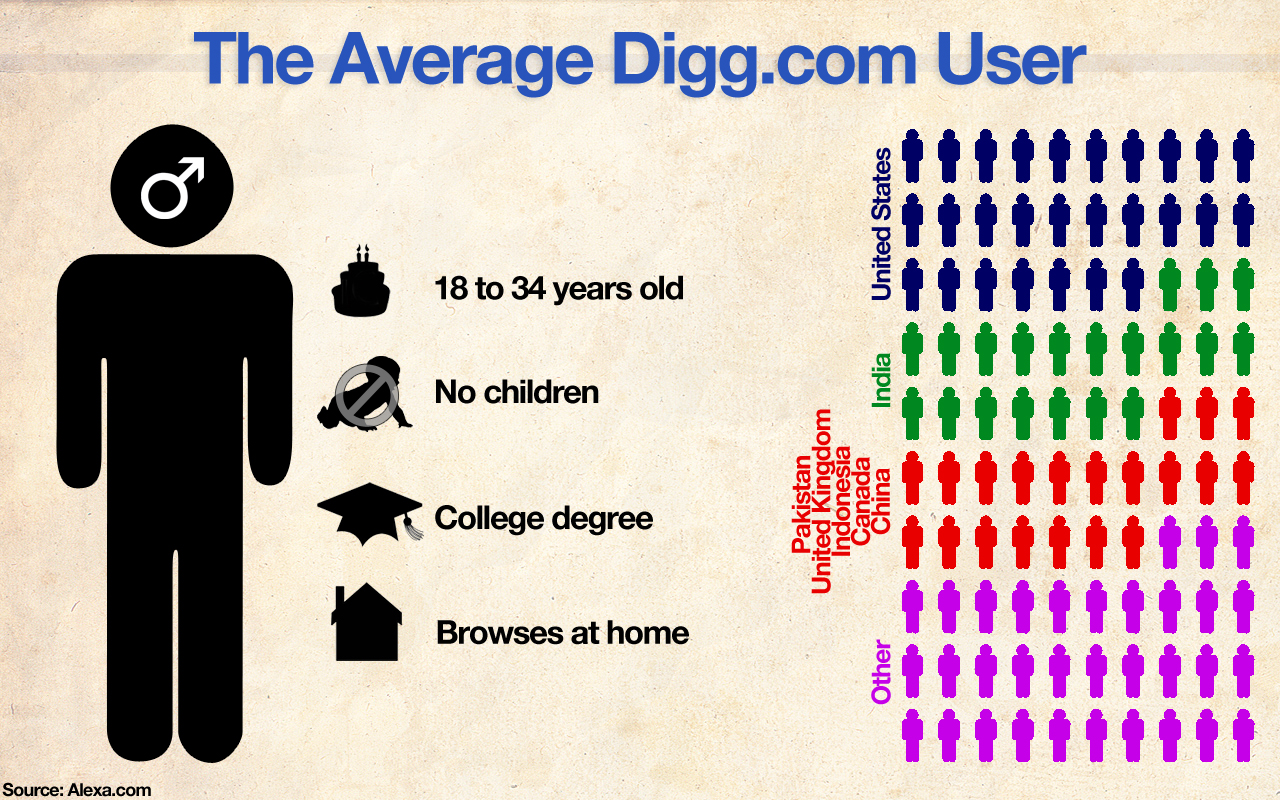 The Average Digg.com User
18 to 34 years old
No children
College degree
Browses at home
United States
India
Pakistan
United Kingdom
Indonesia
Canada
China
Other
Source: Alexa.com